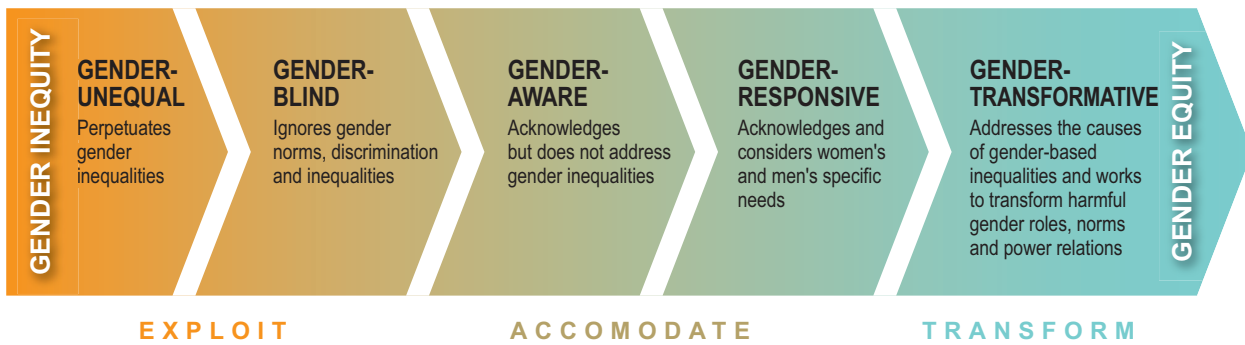 GENDER INEQUITY
GENDER-
UNEQUAL
Perpetuates
gender
inequalities
GENDER-
BLIND
Ignores gender
norms, discrimination
and inequalities
GENDER-
AWARE
Acknowledges
but does not address
gender inequalities
GENDER-
RESPONSIVE
Acknowledges and
considers women's
and men's specific
needs
GENDER-
TRANSFORMATIVE
Addresses the causes
of gender-based
inequalities and works
to transform harmful
gender roles, norms
and power relations
GENDER EQUITY
EXPLOIT
ACCOMODATE
TRANSFORM